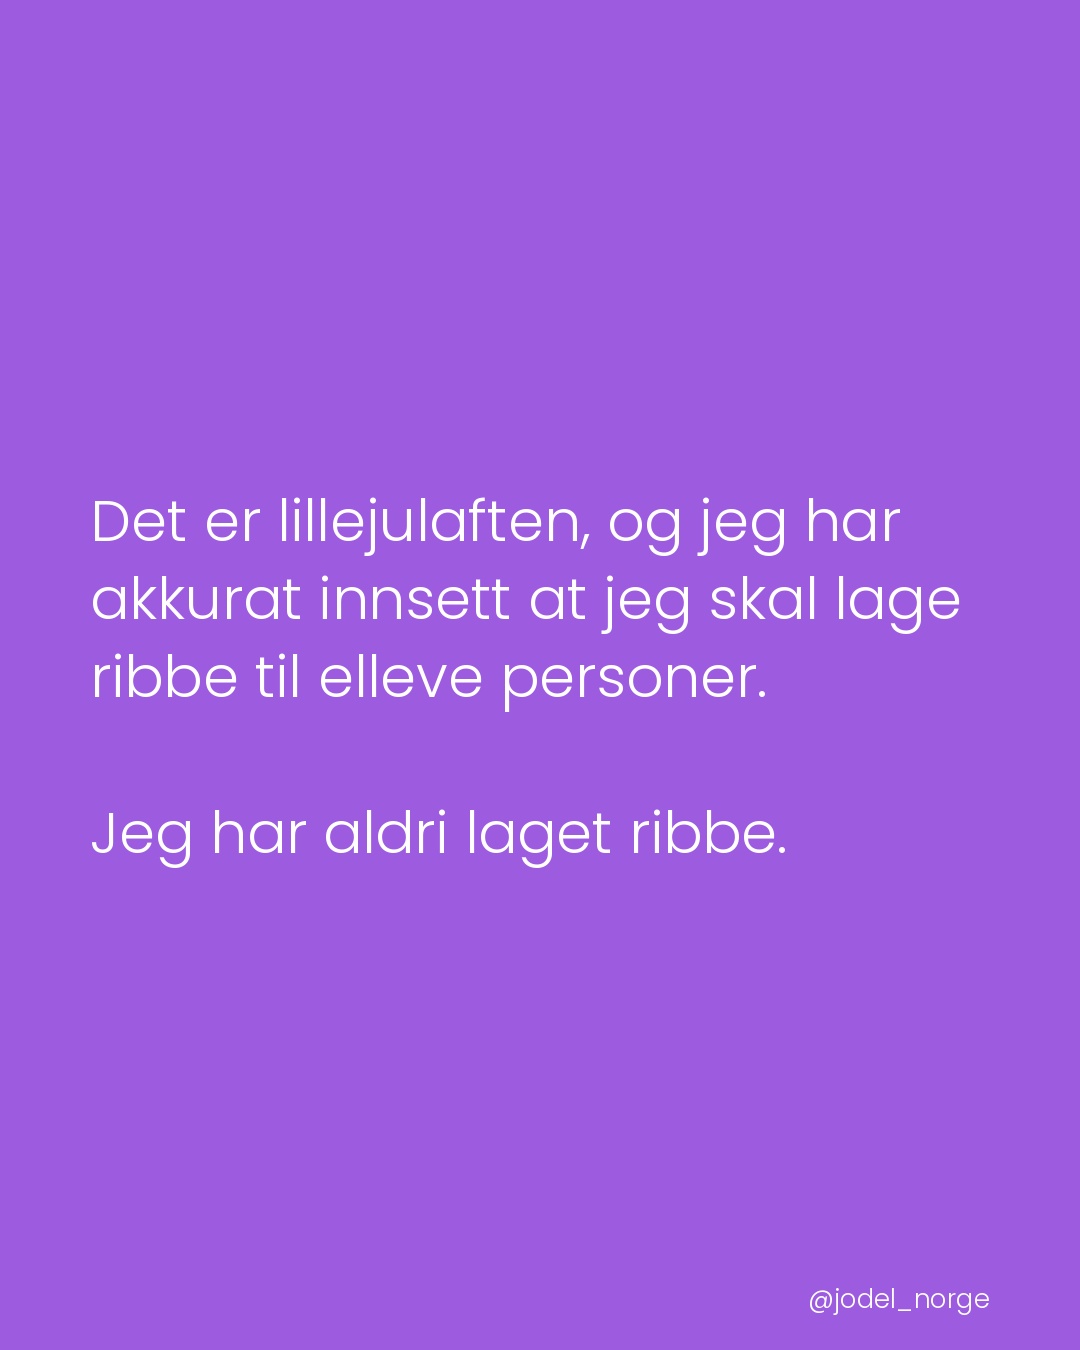 Det er lillejulaften, og jeg har
akkurat innsett at jeg skal lage
ribbe til elleve personer.
Jeg har aldri laget ribbe.
@jodel_norge